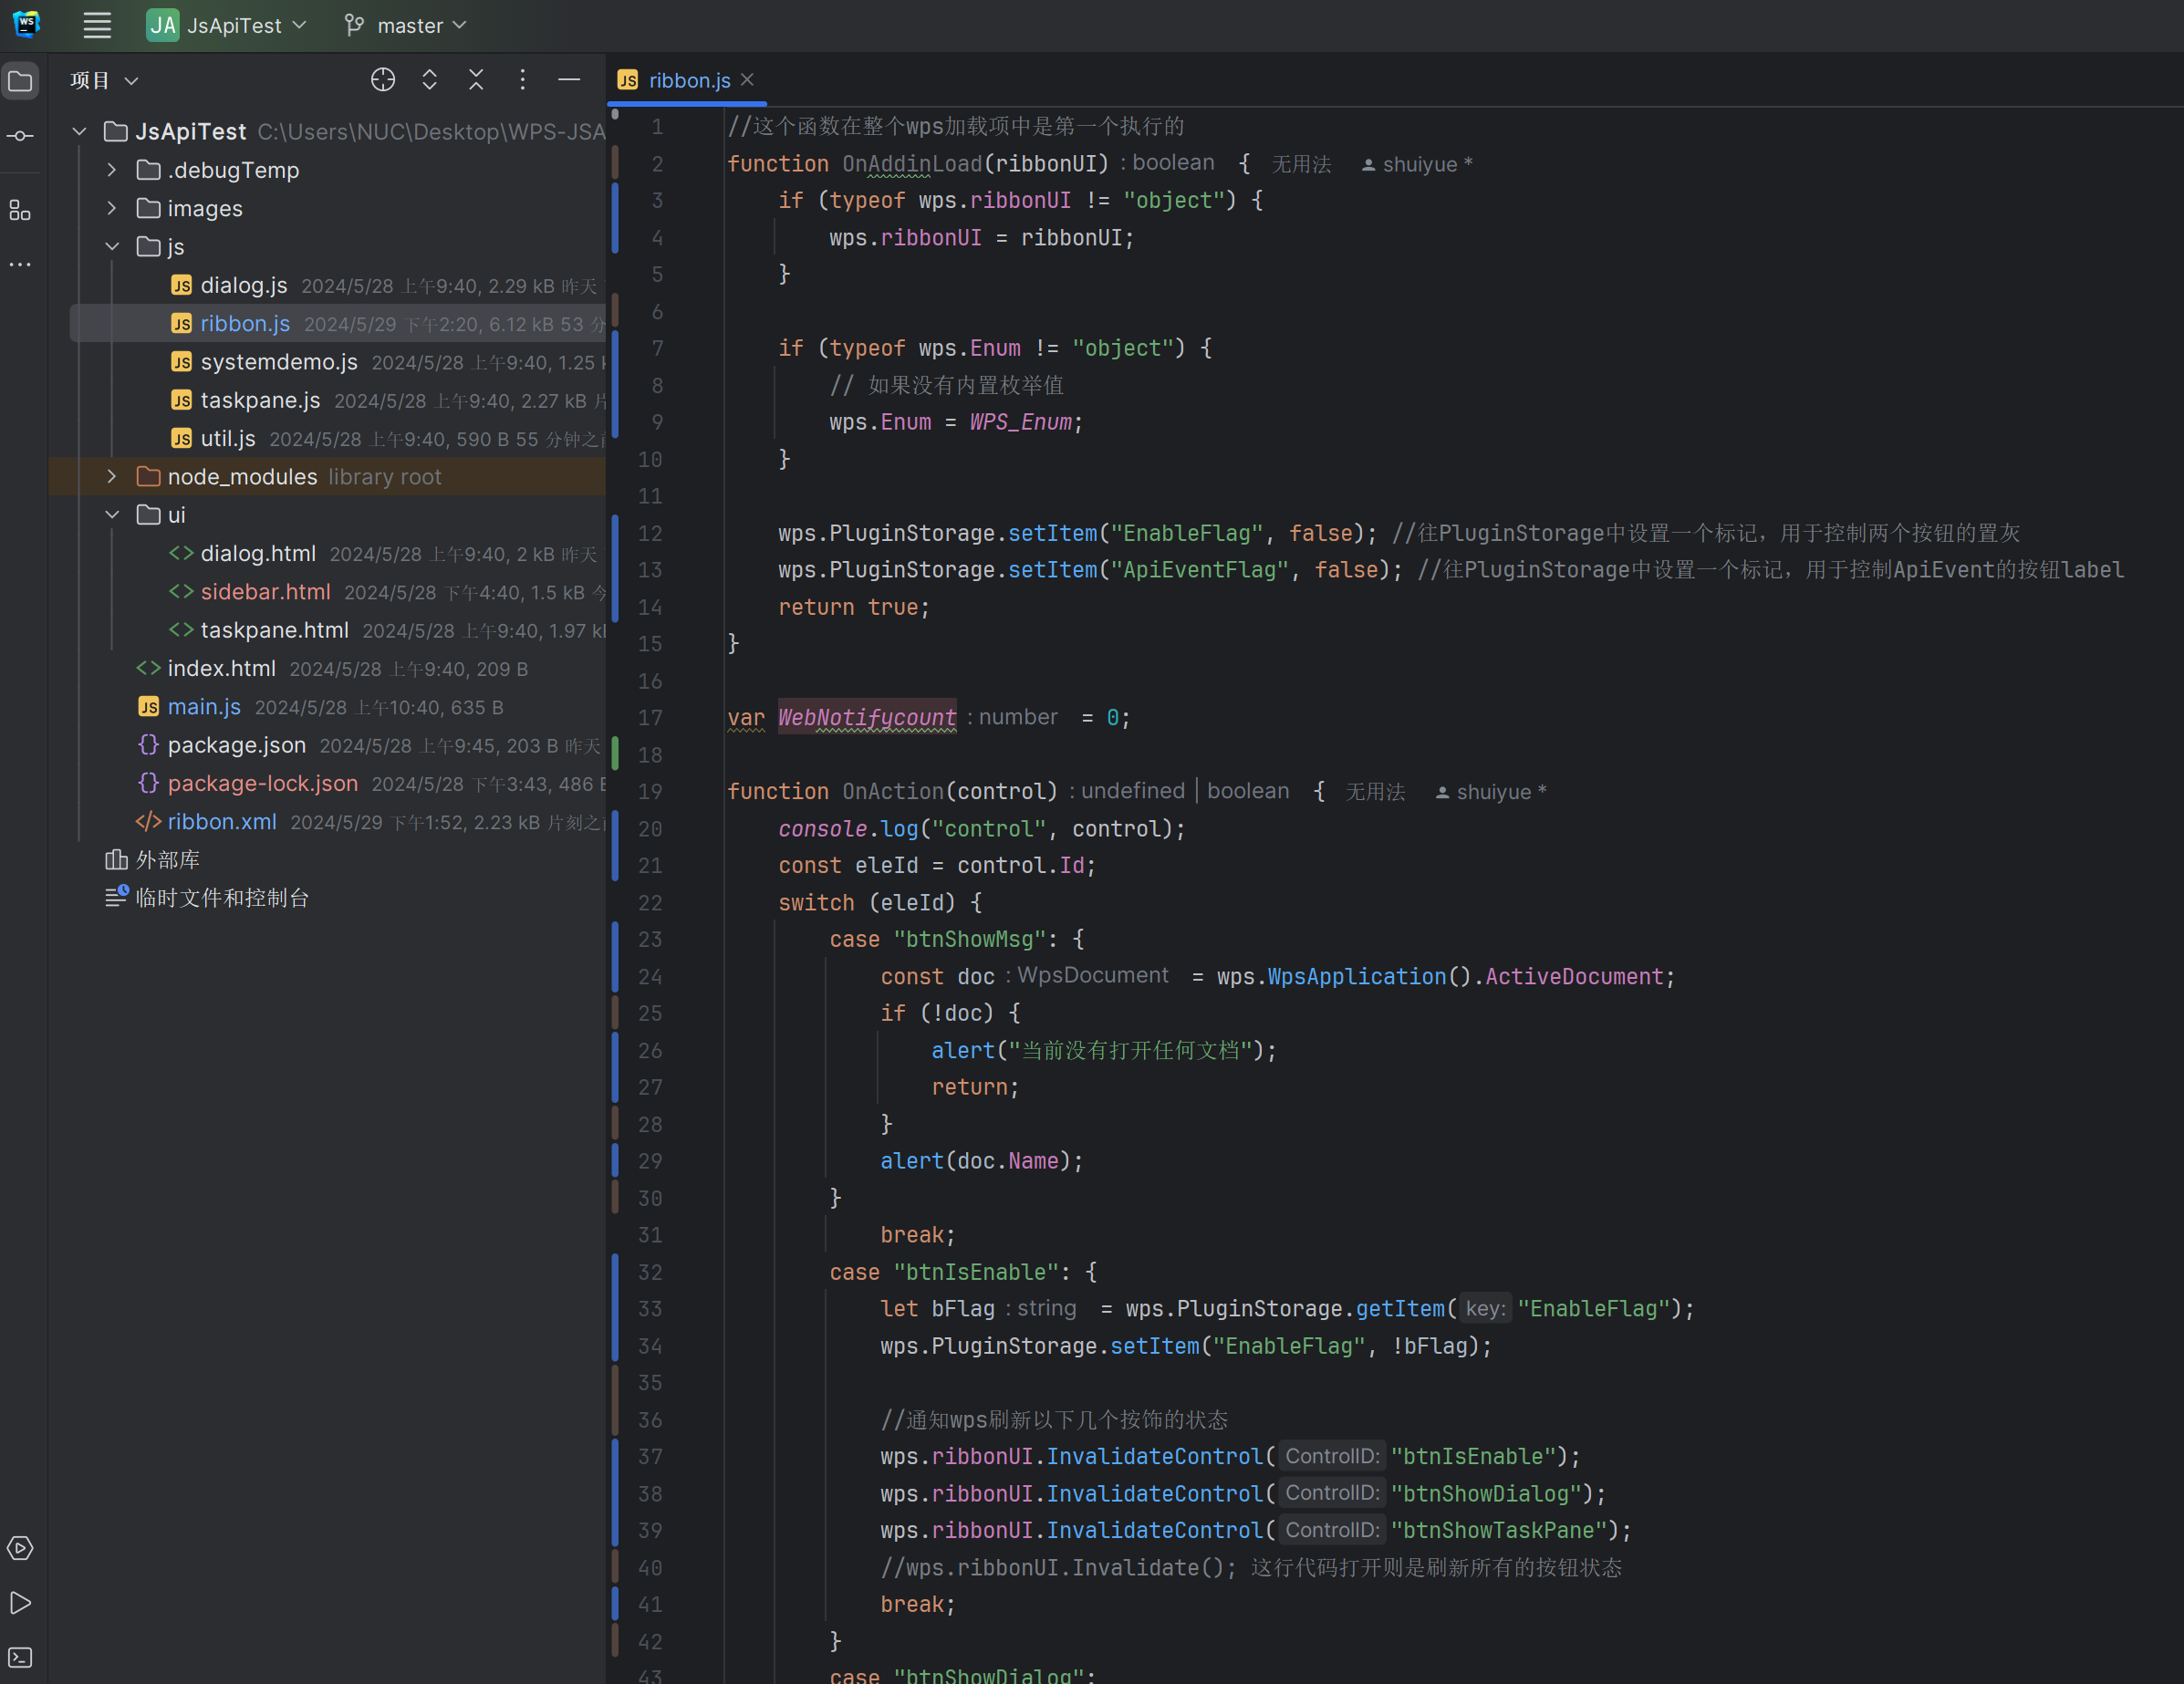 WS
JA JsApiTest master
项目
JsApiTest C:\Users\NUC\Desktop\WPS-JSA
.debugTemp
images
js
JS dialog.js 2024/5/28 上午9:40, 2.29 kB 昨天
JS ribbon.js 2024/5/29 下午2:20, 6.12 kB 53 分
JS systemdemo.js 2024/5/28 上午9:40, 1.25
JS taskpane.js 2024/5/28 上午9:40, 2.27 kB
JS util.js 2024/5/28 上午9:40, 590 B 55 分钟之前
node_modules library root
ui
<> dialog.html 2024/5/28 上午9:40, 2 kB 昨天
<> sidebar.html 2024/5/28 下午4:40, 1.5 kB 今
<> taskpane.html 2024/5/28 上午9:40, 1.97 kB
<> index.html 2024/5/28 上午9:40, 209 B
JS main.js 2024/5/28 上午10:40, 635 B
{} package.json 2024/5/28 上午9:45, 203 B 昨天
{} package-lock.json 2024/5/28 下午3:43, 486
</> ribbon.xml 2024/5/29 下午1:52, 2.23 kB 片刻之前
外部库
临时文件和控制台
JS ribbon.js
1 //这个函数在整个wps加载项中是第一个执行的
2 function OnAddinLoad(ribbonUI) : boolean { 无用法 shuiyue *
3 if (typeof wps.ribbonUI != "object") {
4 wps.ribbonUI = ribbonUI;
5 }
6
7 if (typeof wps.Enum != "object") {
8 // 如果没有内置枚举值
9 wps.Enum = WPS_Enum;
10 }
11
12 wps.PluginStorage.setItem("EnableFlag", false); //往PluginStorage中设置一个标记，用于控制两个按钮的置灰
13 wps.PluginStorage.setItem("ApiEventFlag", false); //往PluginStorage中设置一个标记，用于控制ApiEvent的按钮label
14 return true;
15 }
16
17 var WebNotifycount : number = 0;
18
19 function OnAction(control) : undefined | boolean { 无用法 shuiyue *
20 console.log("control", control);
21 const eleId = control.Id;
22 switch (eleId) {
23 case "btnShowMsg": {
24 const doc : WpsDocument = wps.WpsApplication().ActiveDocument;
25 if (!doc) {
26 alert("当前没有打开任何文档");
27 return;
28 }
29 alert(doc.Name);
30 }
31 break;
32 case "btnIsEnable": {
33 let bFlag : string = wps.PluginStorage.getItem( key: "EnableFlag");
34 wps.PluginStorage.setItem("EnableFlag", !bFlag);
35
36 //通知wps刷新以下几个按饰的状态
37 wps.ribbonUI.InvalidateControl( ControlID: "btnIsEnable");
38 wps.ribbonUI.InvalidateControl( ControlID: "btnShowDialog");
39 wps.ribbonUI.InvalidateControl( ControlID: "btnShowTaskPane");
40 //wps.ribbonUI.Invalidate(); 这行代码打开则是刷新所有的按钮状态
41 break;
42 }
43 case "btnShowDialog":